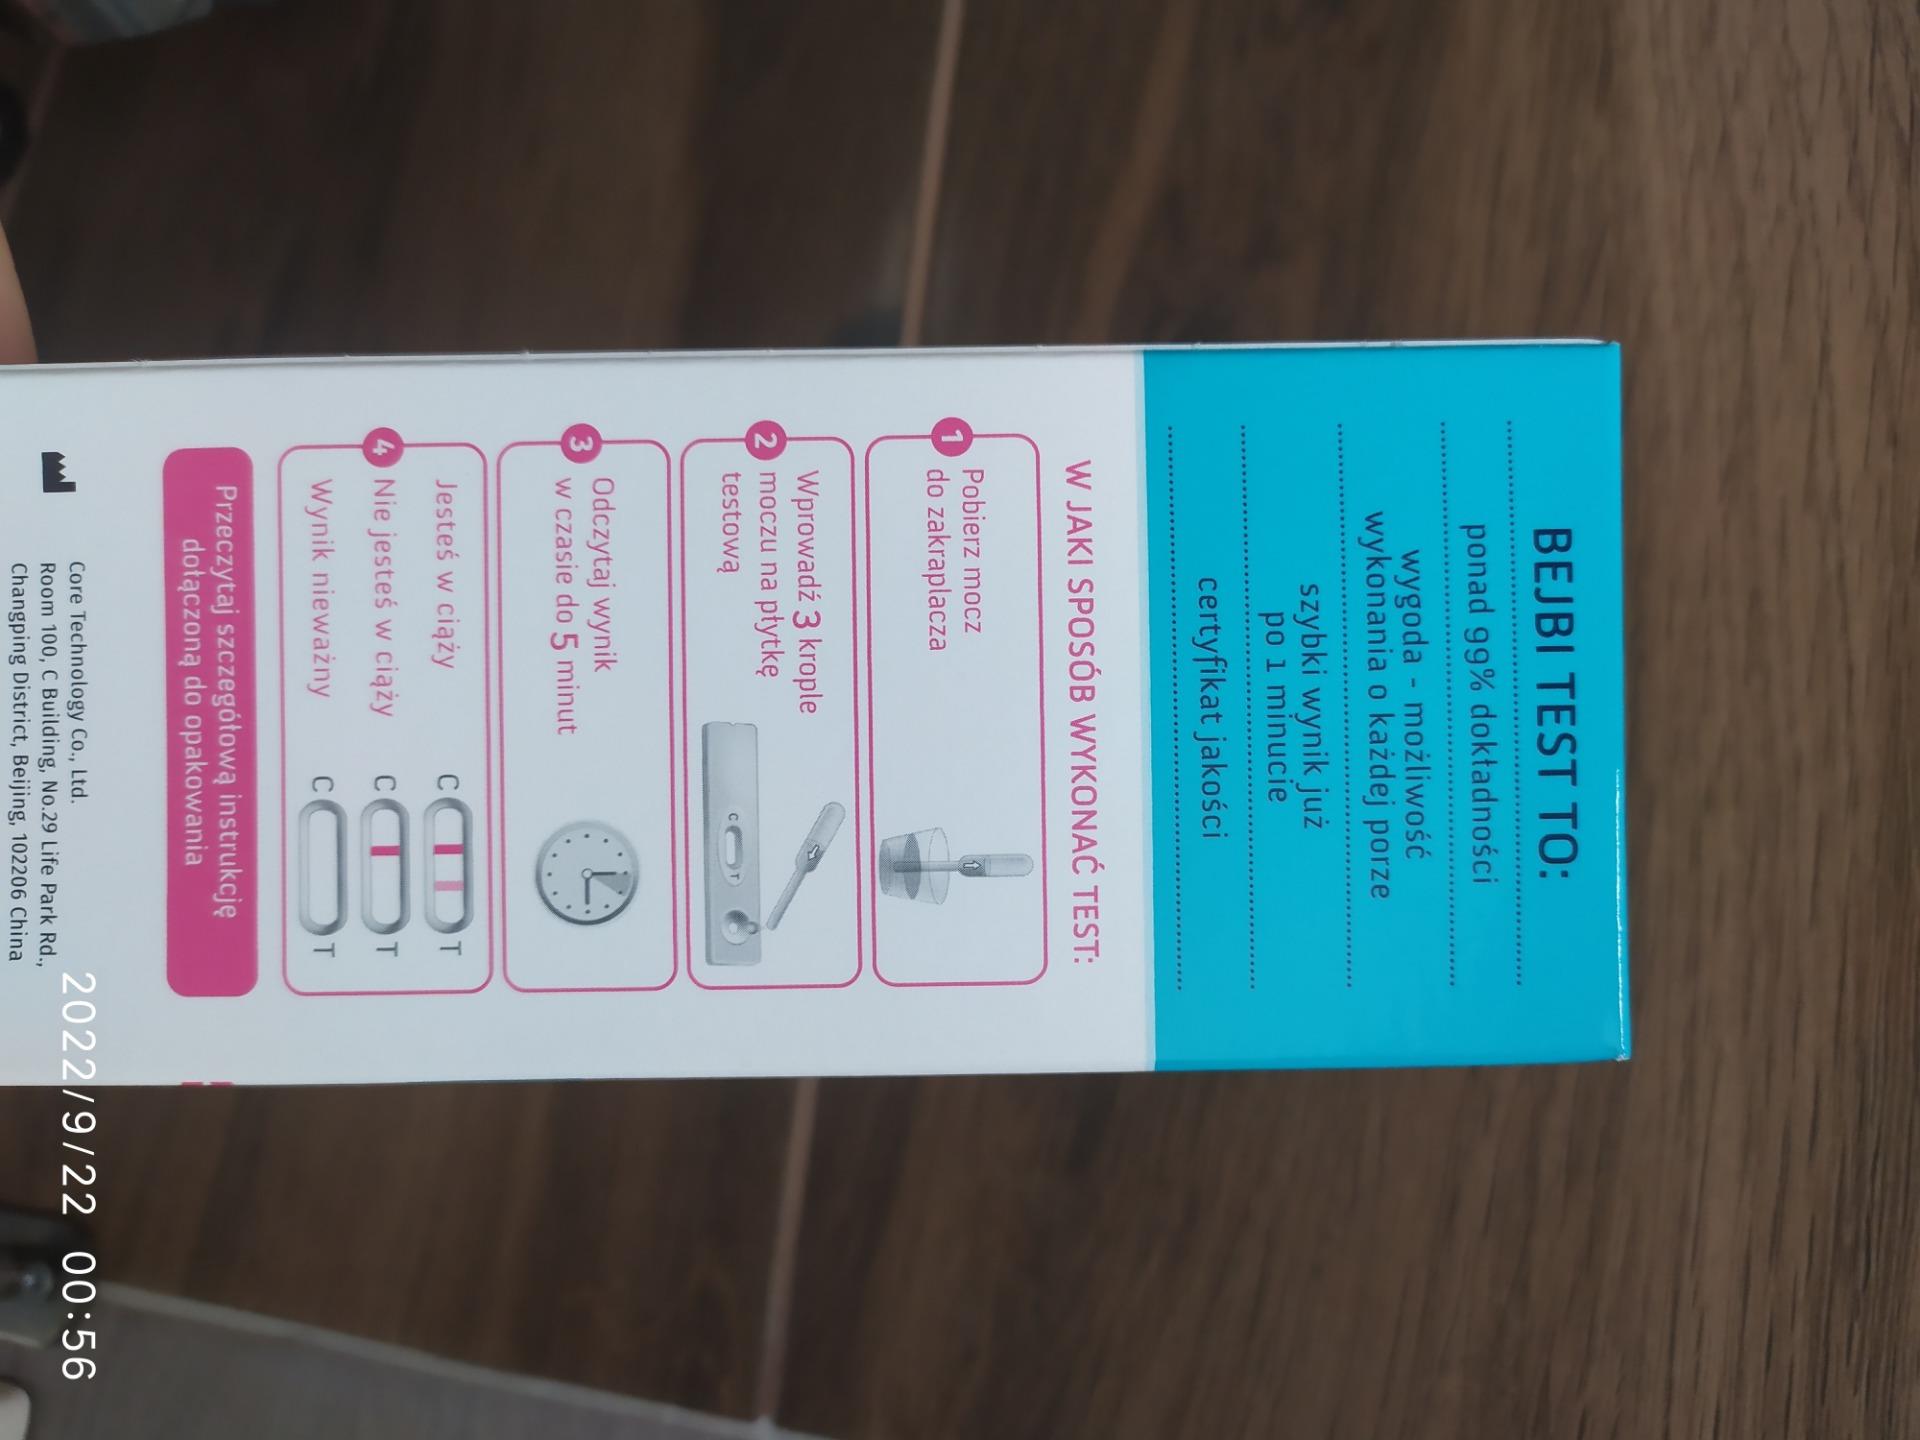 BEJBI TEST TO:
ponad 99% dokładności
wygoda - możliwość
wykonania o każdej porze
szybki wynik już
po 1 minucie
certyfikat jakości
W JAKI SPOSÓB WYKONAĆ TEST:
1
Pobierz mocz
do zakraplacza
2
Wprowadź 3 krople
moczu na płytkę
testową
C T
3
Odczytaj wynik
w czasie do 5 minut
4
Jesteś w ciąży C T
Nie jesteś w ciąży C T
Wynik nieważny C T
Przeczytaj szczegółową instrukcję
dołączoną do opakowania
Core Technology Co., Ltd.
Room 100, C Building, No.29 Life Park Rd.,
Changping District, Beijing, 102206 China
2022/9/22 00:56